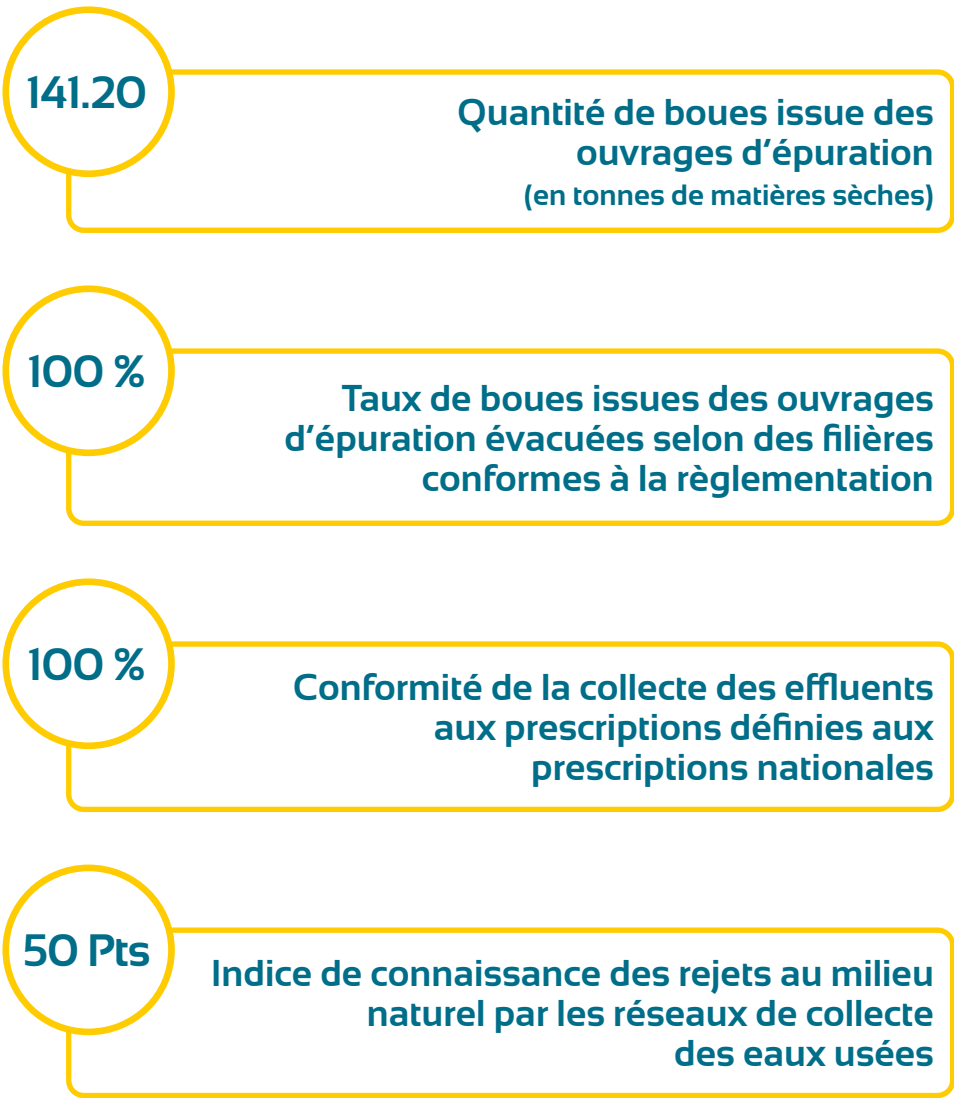 141.20
Quantité de boues issue des
ouvrages d'épuration
(en tonnes de matières sèches)
100 %
Taux de boues issues des ouvrages
d'épuration évacuées selon des filières
conformes à la règlementation
100 %
Conformité de la collecte des effluents
aux prescriptions définies aux
prescriptions nationales
50 Pts
Indice de connaissance des rejets au milieu
naturel par les réseaux de collecte
des eaux usées